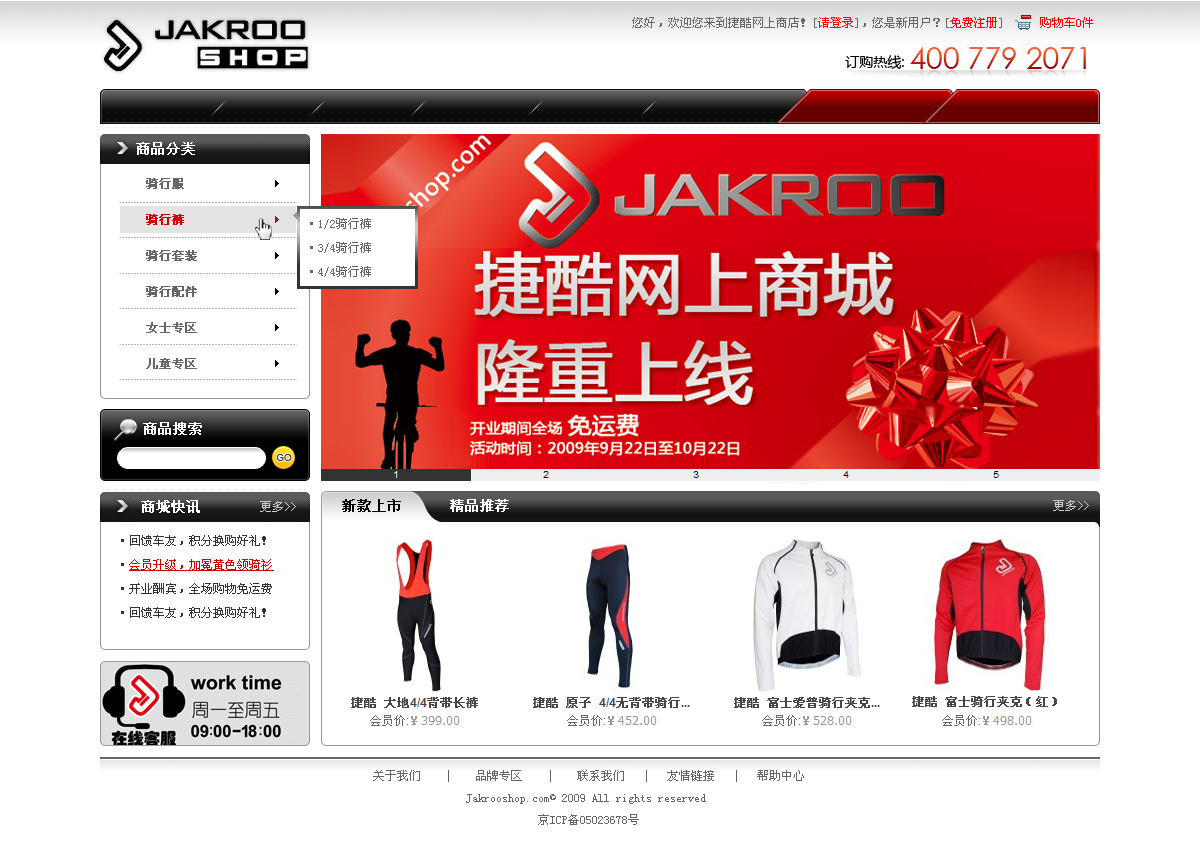 JAKROO
SHOP
您好，欢迎您来到捷酷网上商店！[请登录]，您是新用户？[免费注册] 购物车0件
订购热线: 400 779 2071
商品分类
骑行服
骑行裤
骑行套装
骑行配件
女士专区
儿童专区
1/2骑行裤
3/4骑行裤
4/4骑行裤
shop.com
JAKROO
捷酷网上商城
隆重上线
开业期间全场 免运费
活动时间：2009年9月22日至10月22日
1 2 3 4 5
商品搜索
GO
商城快讯 更多>>
回馈车友，积分换购好礼！
会员升级，加冕黄色领骑衫
开业酬宾，全场购物免运费
回馈车友，积分换购好礼！
work time
周一至周五
09:00-18:00
在线客服
新款上市 精品推荐 更多>>
捷酷 大地4/4背带长裤
会员价:¥ 399.00
捷酷 原子 4/4无背带骑行...
会员价:¥ 452.00
捷酷 富士爱普骑行夹克...
会员价:¥ 528.00
捷酷 富士骑行夹克（红）
会员价:¥ 498.00
关于我们 | 品牌专区 | 联系我们 | 友情链接 | 帮助中心
Jakrooshop.com© 2009 All rights reserved
京ICP备05023678号